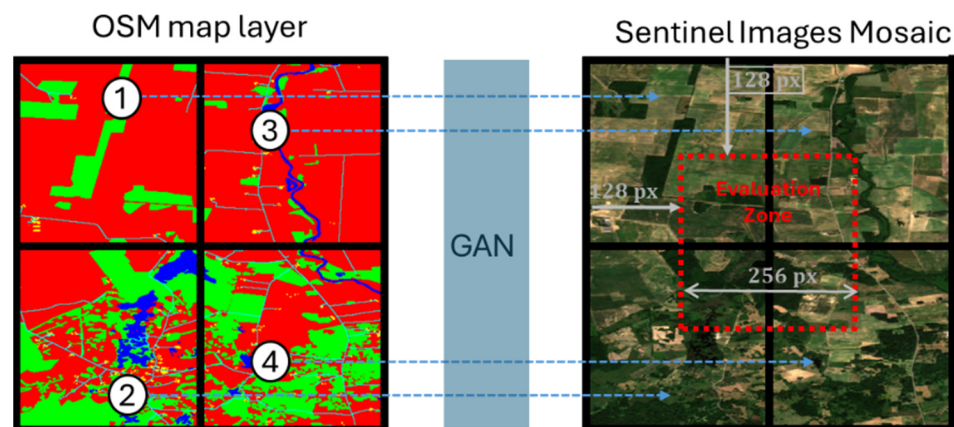 OSM map layer
Sentinel Images Mosaic
1
3
2
4
GAN
128 px
128 px
Evaluation
Zone
256 px